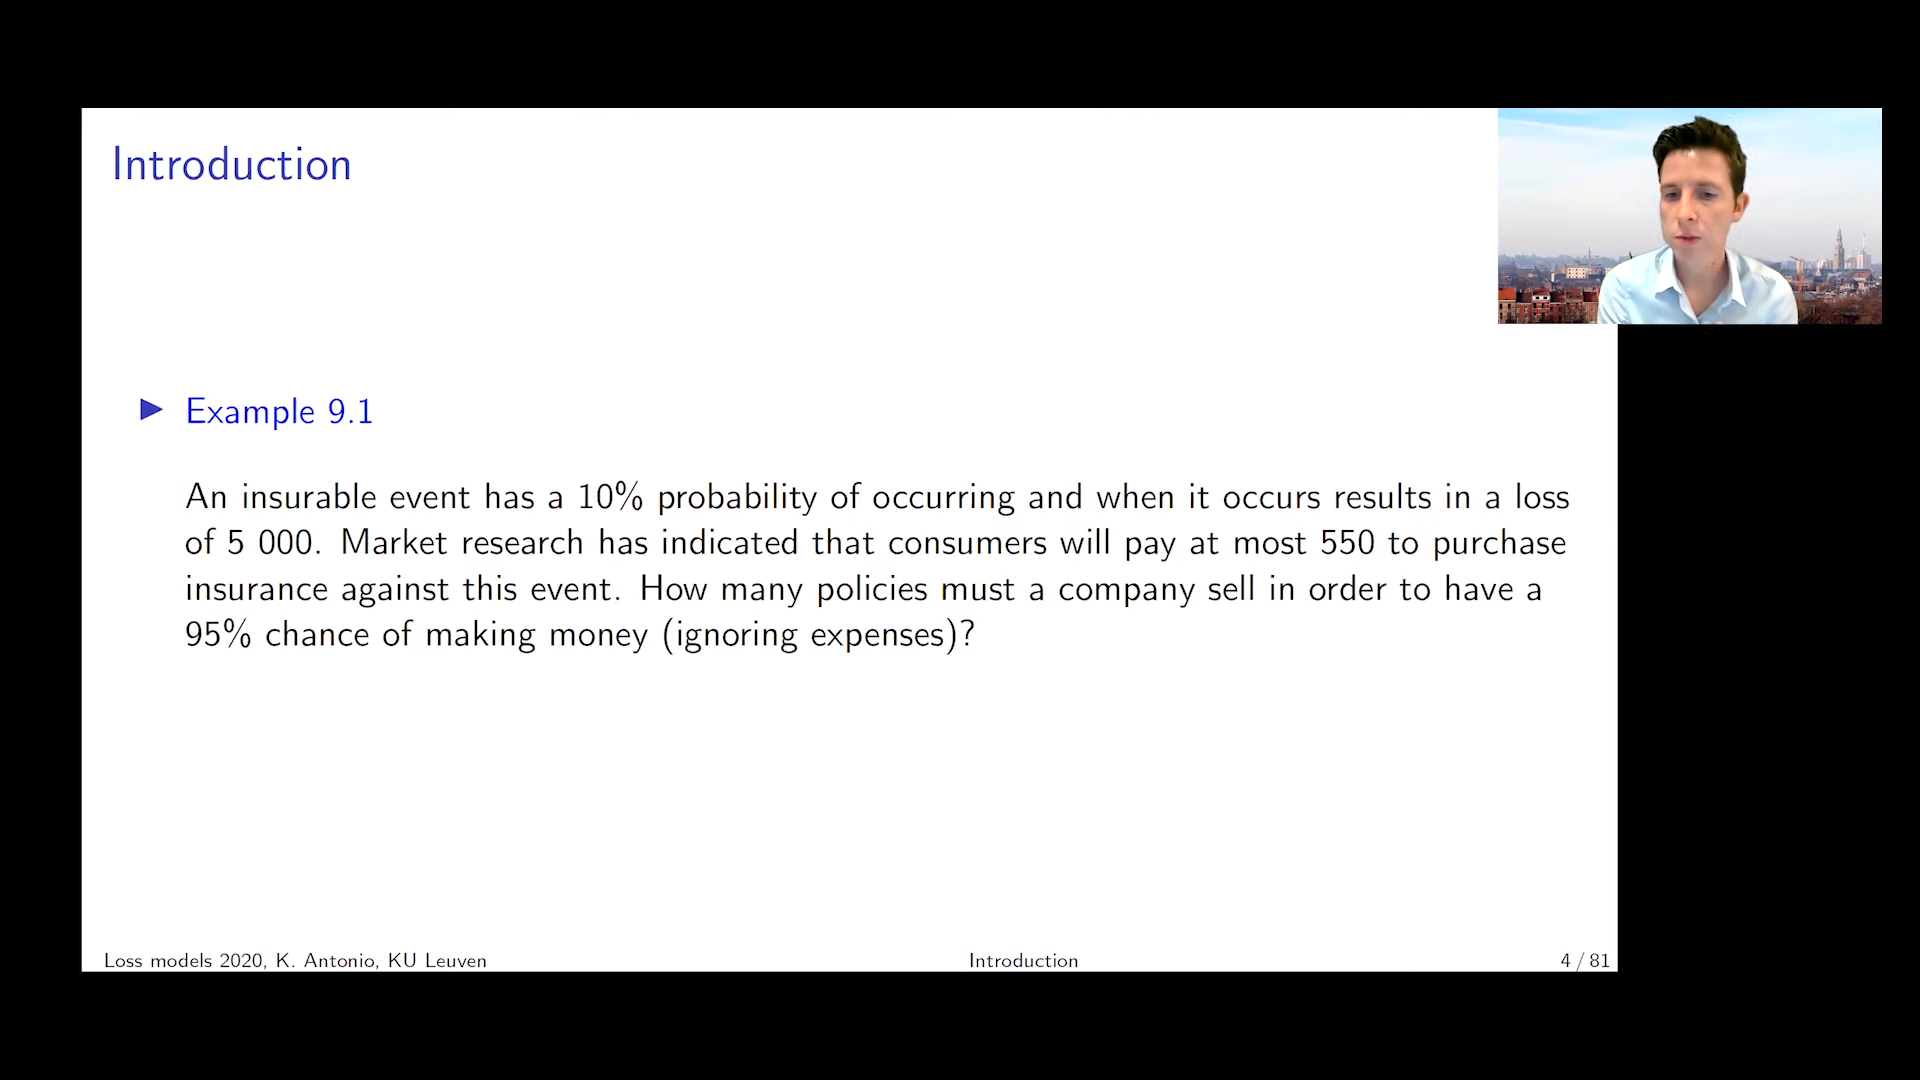 Introduction
▶ Example 9.1
An insurable event has a 10% probability of occurring and when it occurs results in a loss
of 5 000. Market research has indicated that consumers will pay at most 550 to purchase
insurance against this event. How many policies must a company sell in order to have a
95% chance of making money (ignoring expenses)?
Loss models 2020, K. Antonio, KU Leuven Introduction 4 / 81